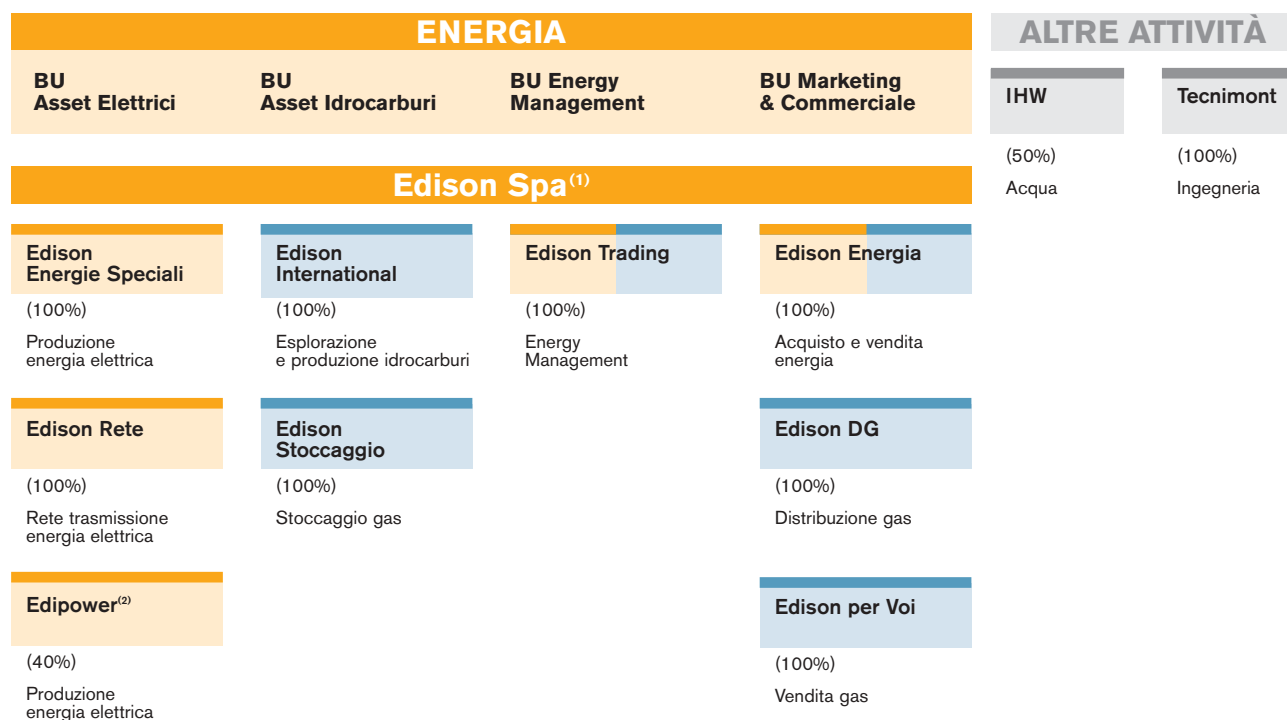 ENERGIA
BU
Asset Elettrici
BU
Asset Idrocarburi
BU Energy
Management
BU Marketing
& Commerciale
Edison Spa(1)
Edison
Energie Speciali
(100%)
Produzione
energia elettrica
Edison
International
(100%)
Esplorazione
e produzione idrocarburi
Edison Trading
(100%)
Energy
Management
Edison Energia
(100%)
Acquisto e vendita
energia
Edison Rete
(100%)
Rete trasmissione
energia elettrica
Edison
Stoccaggio
(100%)
Stoccaggio gas
Edison DG
(100%)
Distribuzione gas
Edipower(2)
(40%)
Produzione
energia elettrica
Edison per Voi
(100%)
Vendita gas
ALTRE ATTIVITÀ
IHW
(50%)
Acqua
Tecnimont
(100%)
Ingegneria